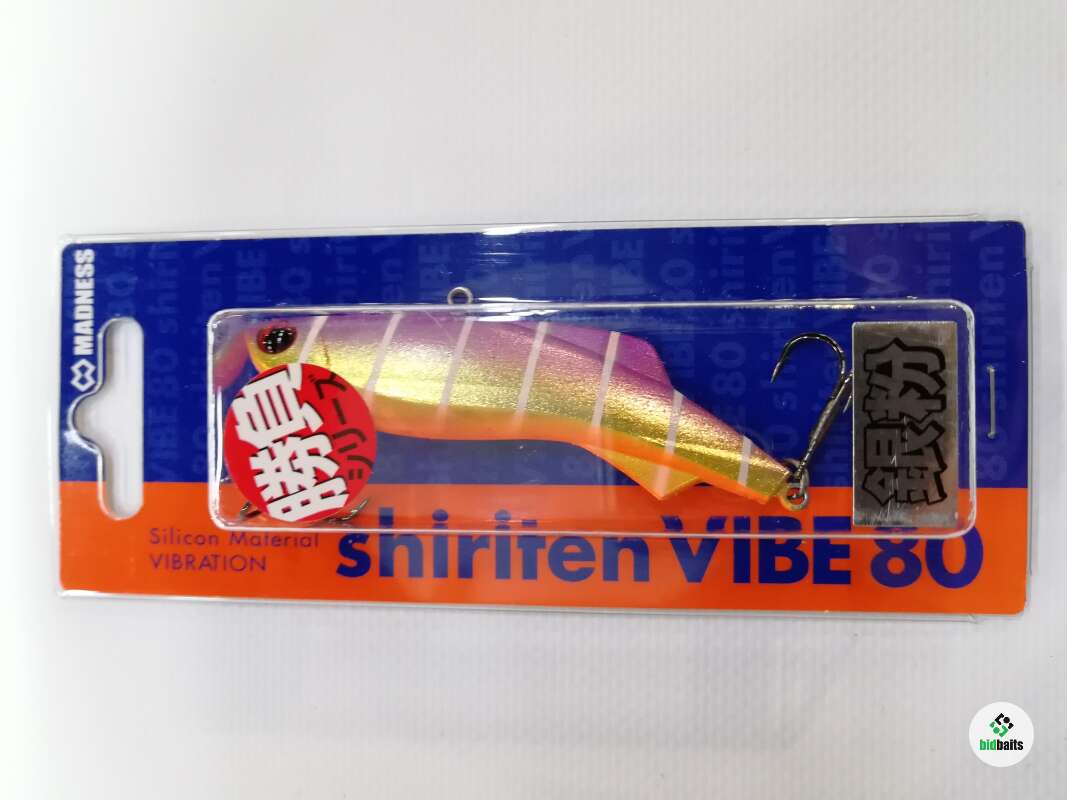 MADNESS
勝負
シリーズ
銀粉
Silicon Material
VIBRATION
shiriten VIBE 80
bidbaits